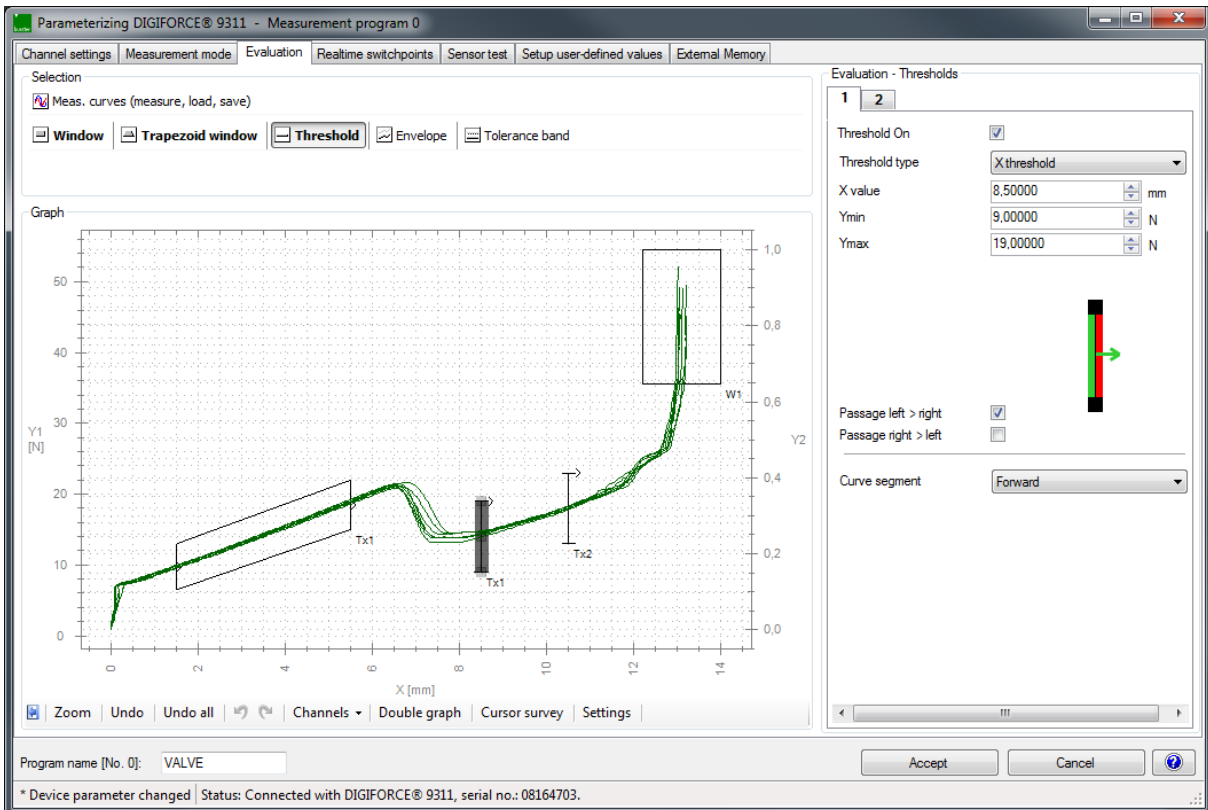 Parameterizing DIGIFORCE® 9311 - Measurement program 0
Channel settings Measurement mode Evaluation Realtime switchpoints Sensor test Setup user-defined values External Memory
Selection
Meas. curves (measure, load, save)
Window Trapezoid window Threshold Envelope Tolerance band
Graph
50
40
30
20
10
0
Y1
[N]
1,0
0,8
0,6
0,4
0,2
0,0
Y2
W1
Tx1
Tx1
Tx2
0 2 4 6 8 10 12 14
X [mm]
Zoom Undo Undo all Channels Double graph Cursor survey Settings
Evaluation - Thresholds
1 2
Threshold On
Threshold type X threshold
X value 8,50000 mm
Ymin 9,00000 N
Ymax 19,00000 N
Passage left > right
Passage right > left
Curve segment Forward
Program name [No. 0]: VALVE
Accept Cancel
* Device parameter changed Status: Connected with DIGIFORCE® 9311, serial no.: 08164703.